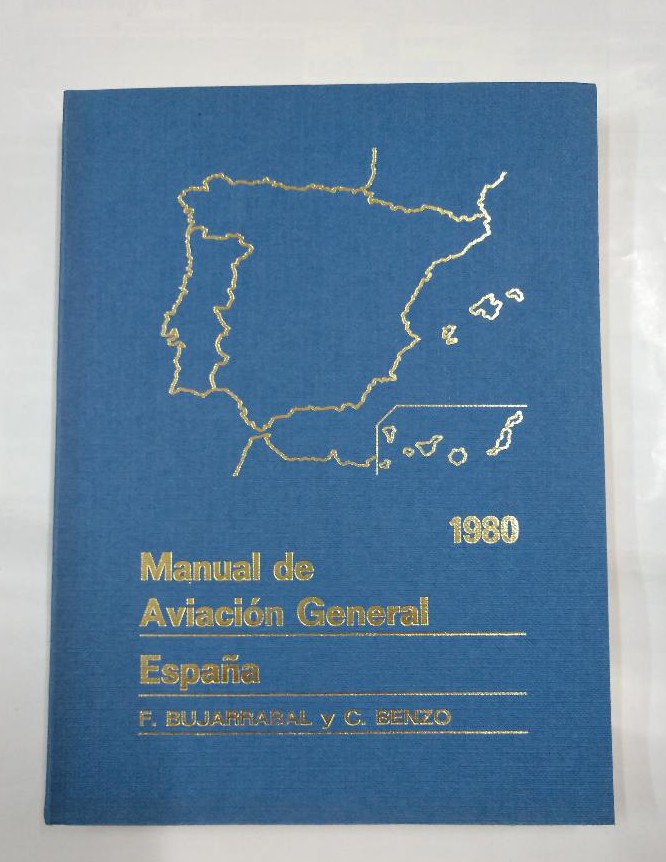 1980
Manual de
Aviación General
España
F. BUJARRABAL y C. BENZO